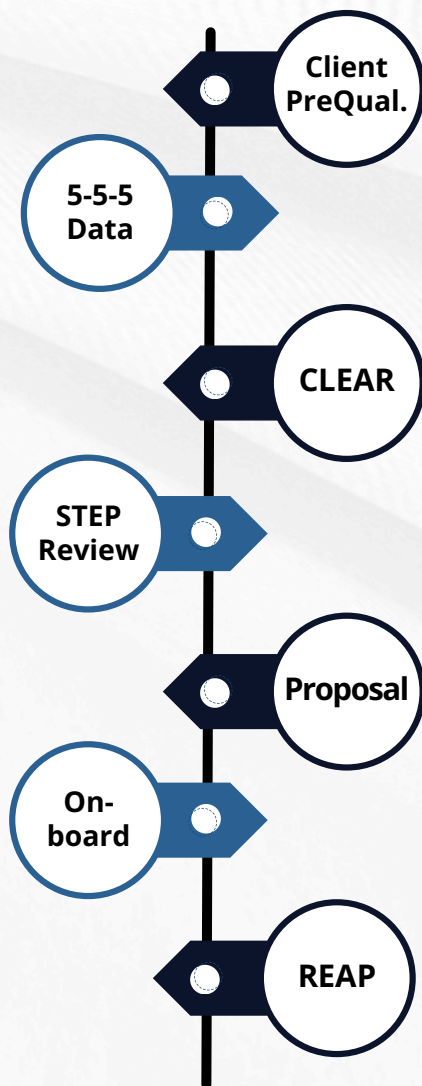 Client
PreQual.
5-5-5
Data
CLEAR
STEP
Review
Proposal
On-
board
REAP